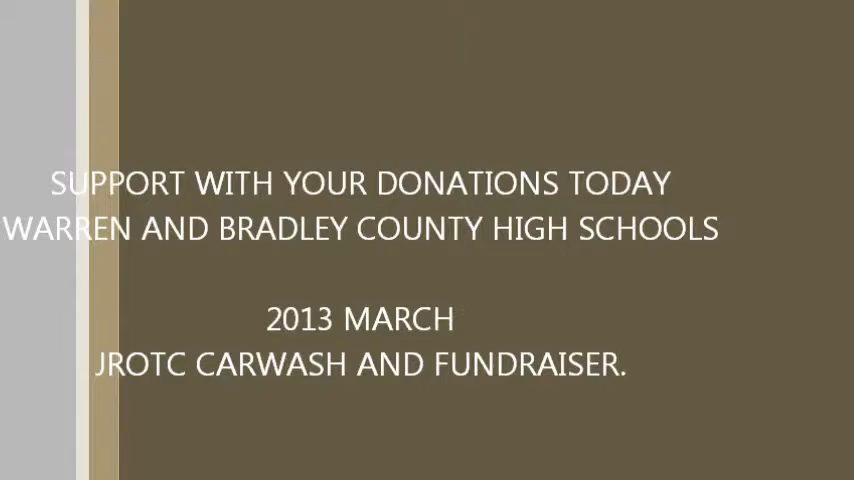 SUPPORT WITH YOUR DONATIONS TODAY
WARREN AND BRADLEY COUNTY HIGH SCHOOLS
2013 MARCH
JROTC CARWASH AND FUNDRAISER.